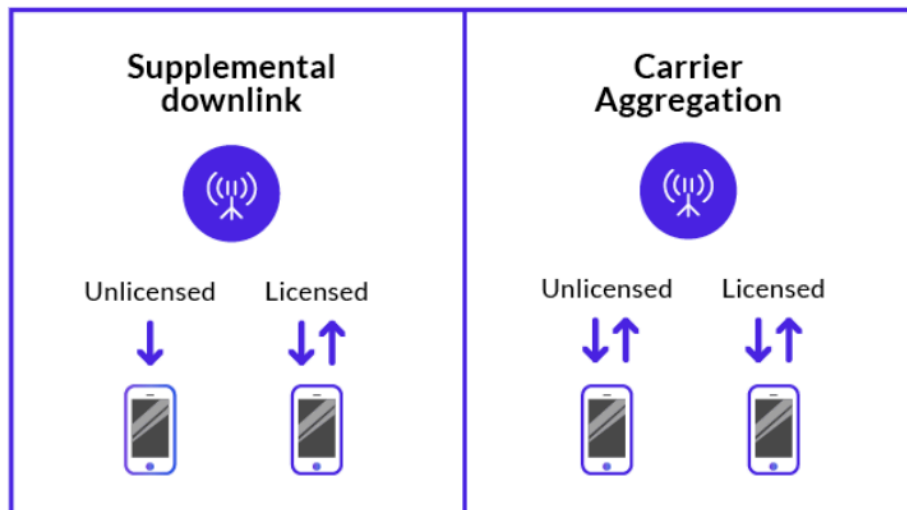 Supplemental
downlink
Unlicensed
Licensed
Carrier
Aggregation
Unlicensed
Licensed